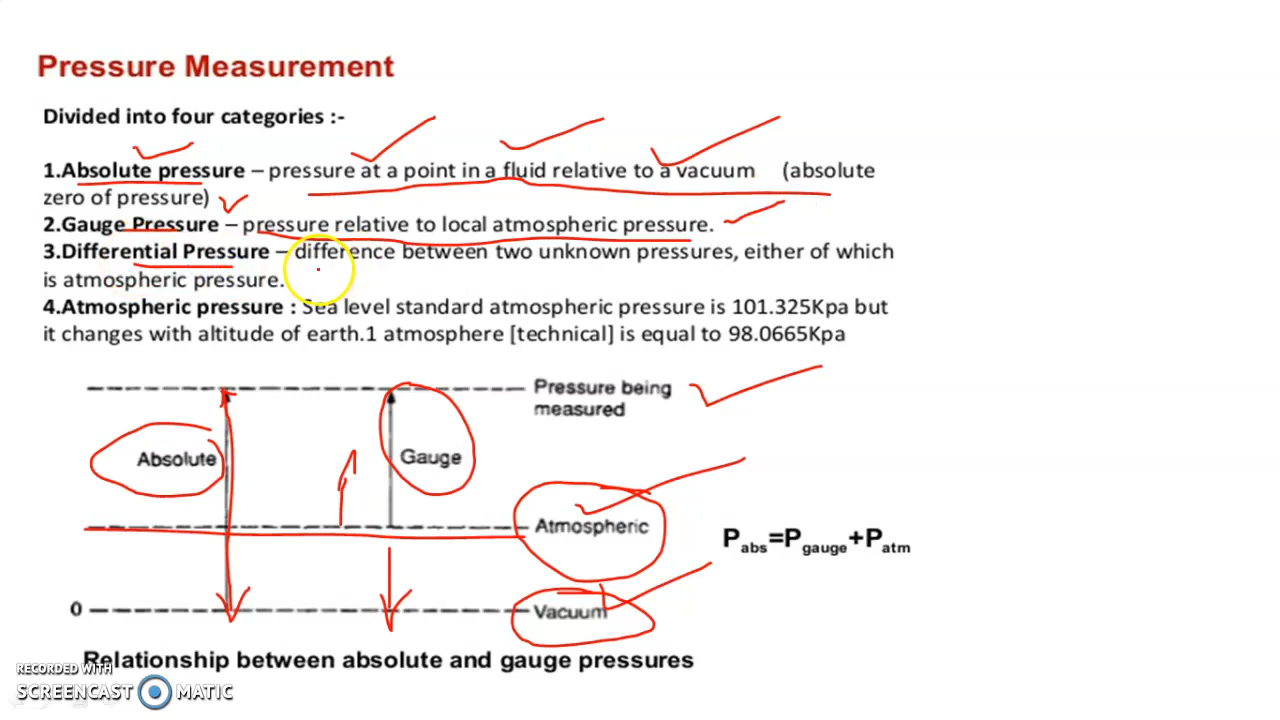 Pressure Measurement
Divided into four categories :-
1.Absolute pressure – pressure at a point in a fluid relative to a vacuum (absolute
zero of pressure)
2.Gauge Pressure – pressure relative to local atmospheric pressure.
3.Differential Pressure – difference between two unknown pressures, either of which
is atmospheric pressure.
4.Atmospheric pressure : Sea level standard atmospheric pressure is 101.325Kpa but
it changes with altitude of earth.1 atmosphere [technical] is equal to 98.0665Kpa
Pressure being
measured
Absolute
Gauge
Atmospheric
Pabs=Pgauge+Patm
0
Vacuum
Relationship between absolute and gauge pressures
RECORDED WITH
SCREENCAST MATIC